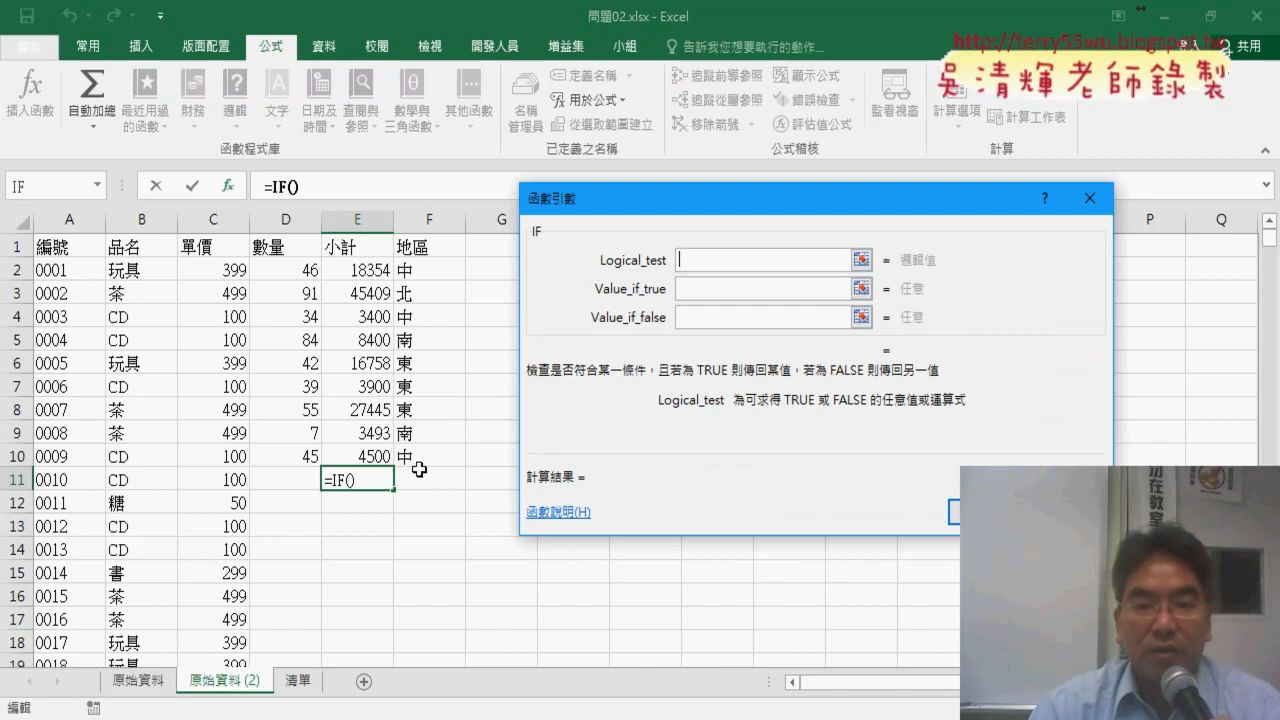 問題02.xlsx - Excel
常用 插入 版面配置 公式 資料 校閱 檢視 開發人員 增益集 小組 告訴我您想要執行的動作... 共用
http://terry55wu.blogspot.tw
吳清輝老師錄製
插入函數 自動加總 最近用過的函數 財務 邏輯 文字 日期及時間 查閱與參照 數學與三角函數 其他函數 名稱管理員 定義名稱 用於公式 從選取範圍建立 追蹤前導參照 追蹤從屬參照 移除箭號 顯示公式 錯誤檢查 評估值公式 監看視窗 計算選項 計算工作表
函數程式庫 已定義之名稱 公式稽核 計算
IF =IF()
A B C D E F G P Q
1 編號 品名 單價 數量 小計 地區
2 0001 玩具 399 46 18354 中
3 0002 茶 499 91 45409 北
4 0003 CD 100 34 3400 中
5 0004 CD 100 84 8400 南
6 0005 玩具 399 42 16758 東
7 0006 CD 100 39 3900 東
8 0007 茶 499 55 27445 東
9 0008 茶 499 7 3493 南
10 0009 CD 100 45 4500 中
11 0010 CD 100 =IF()
12 0011 糖 50
13 0012 CD 100
14 0013 CD 100
15 0014 書 299
16 0015 茶 499
17 0016 茶 499
18 0017 玩具 399
19 0018 玩具 399
函數引數 ?
IF
Logical_test = 邏輯值
Value_if_true = 任意
Value_if_false = 任意
=
檢查是否符合某一條件，且若為 TRUE 則傳回某值，若為 FALSE 則傳回另一值
Logical_test 為可求得 TRUE 或 FALSE 的任意值或運算式
計算結果 =
函數說明(H)
原始資料 原始資料 (2) 清單
編輯